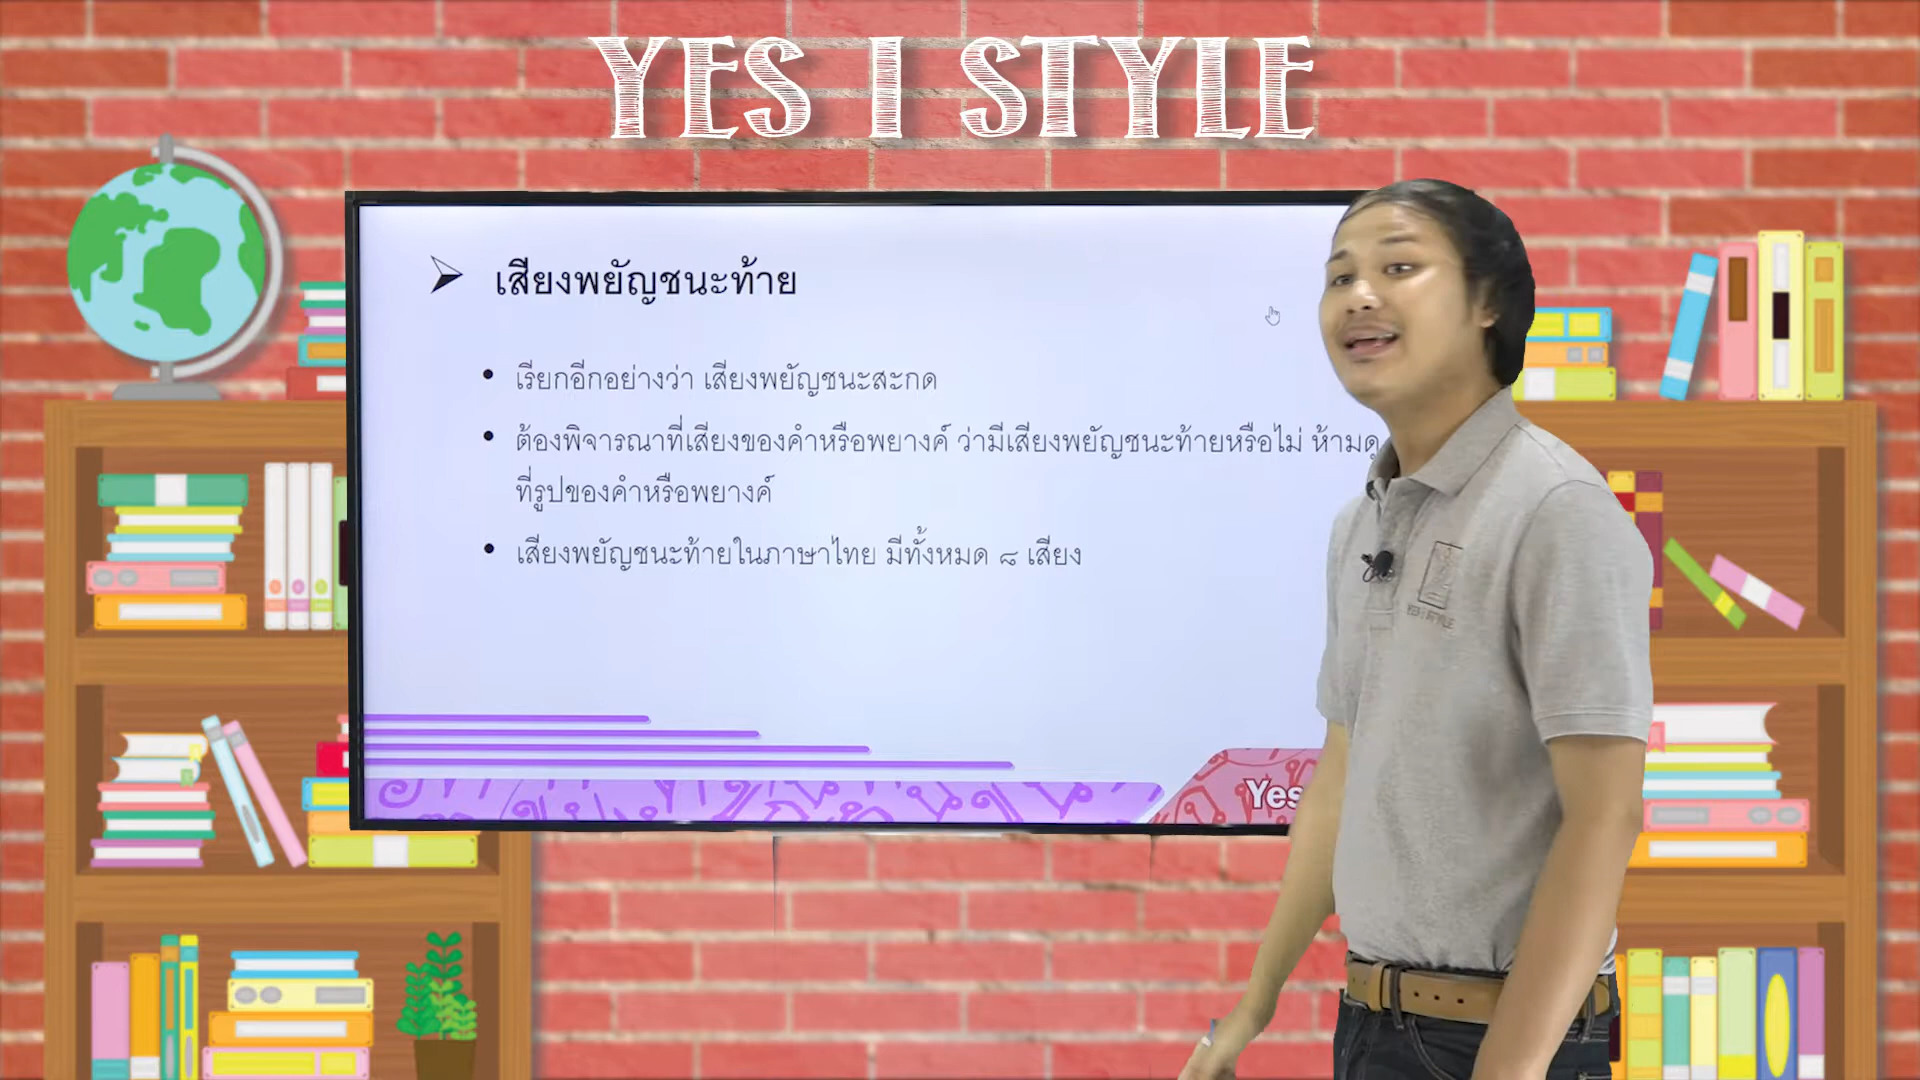 YES I STYLE
เสียงพยัญชนะท้าย
เรียกอีกอย่างว่า เสียงพยัญชนะสะกด
ต้องพิจารณาที่เสียงของคำหรือพยางค์ ว่ามีเสียงพยัญชนะท้ายหรือไม่ ห้ามดู
ที่รูปของคำหรือพยางค์
เสียงพยัญชนะท้ายในภาษาไทย มีทั้งหมด ๘ เสียง
Yes
YES I STYLE